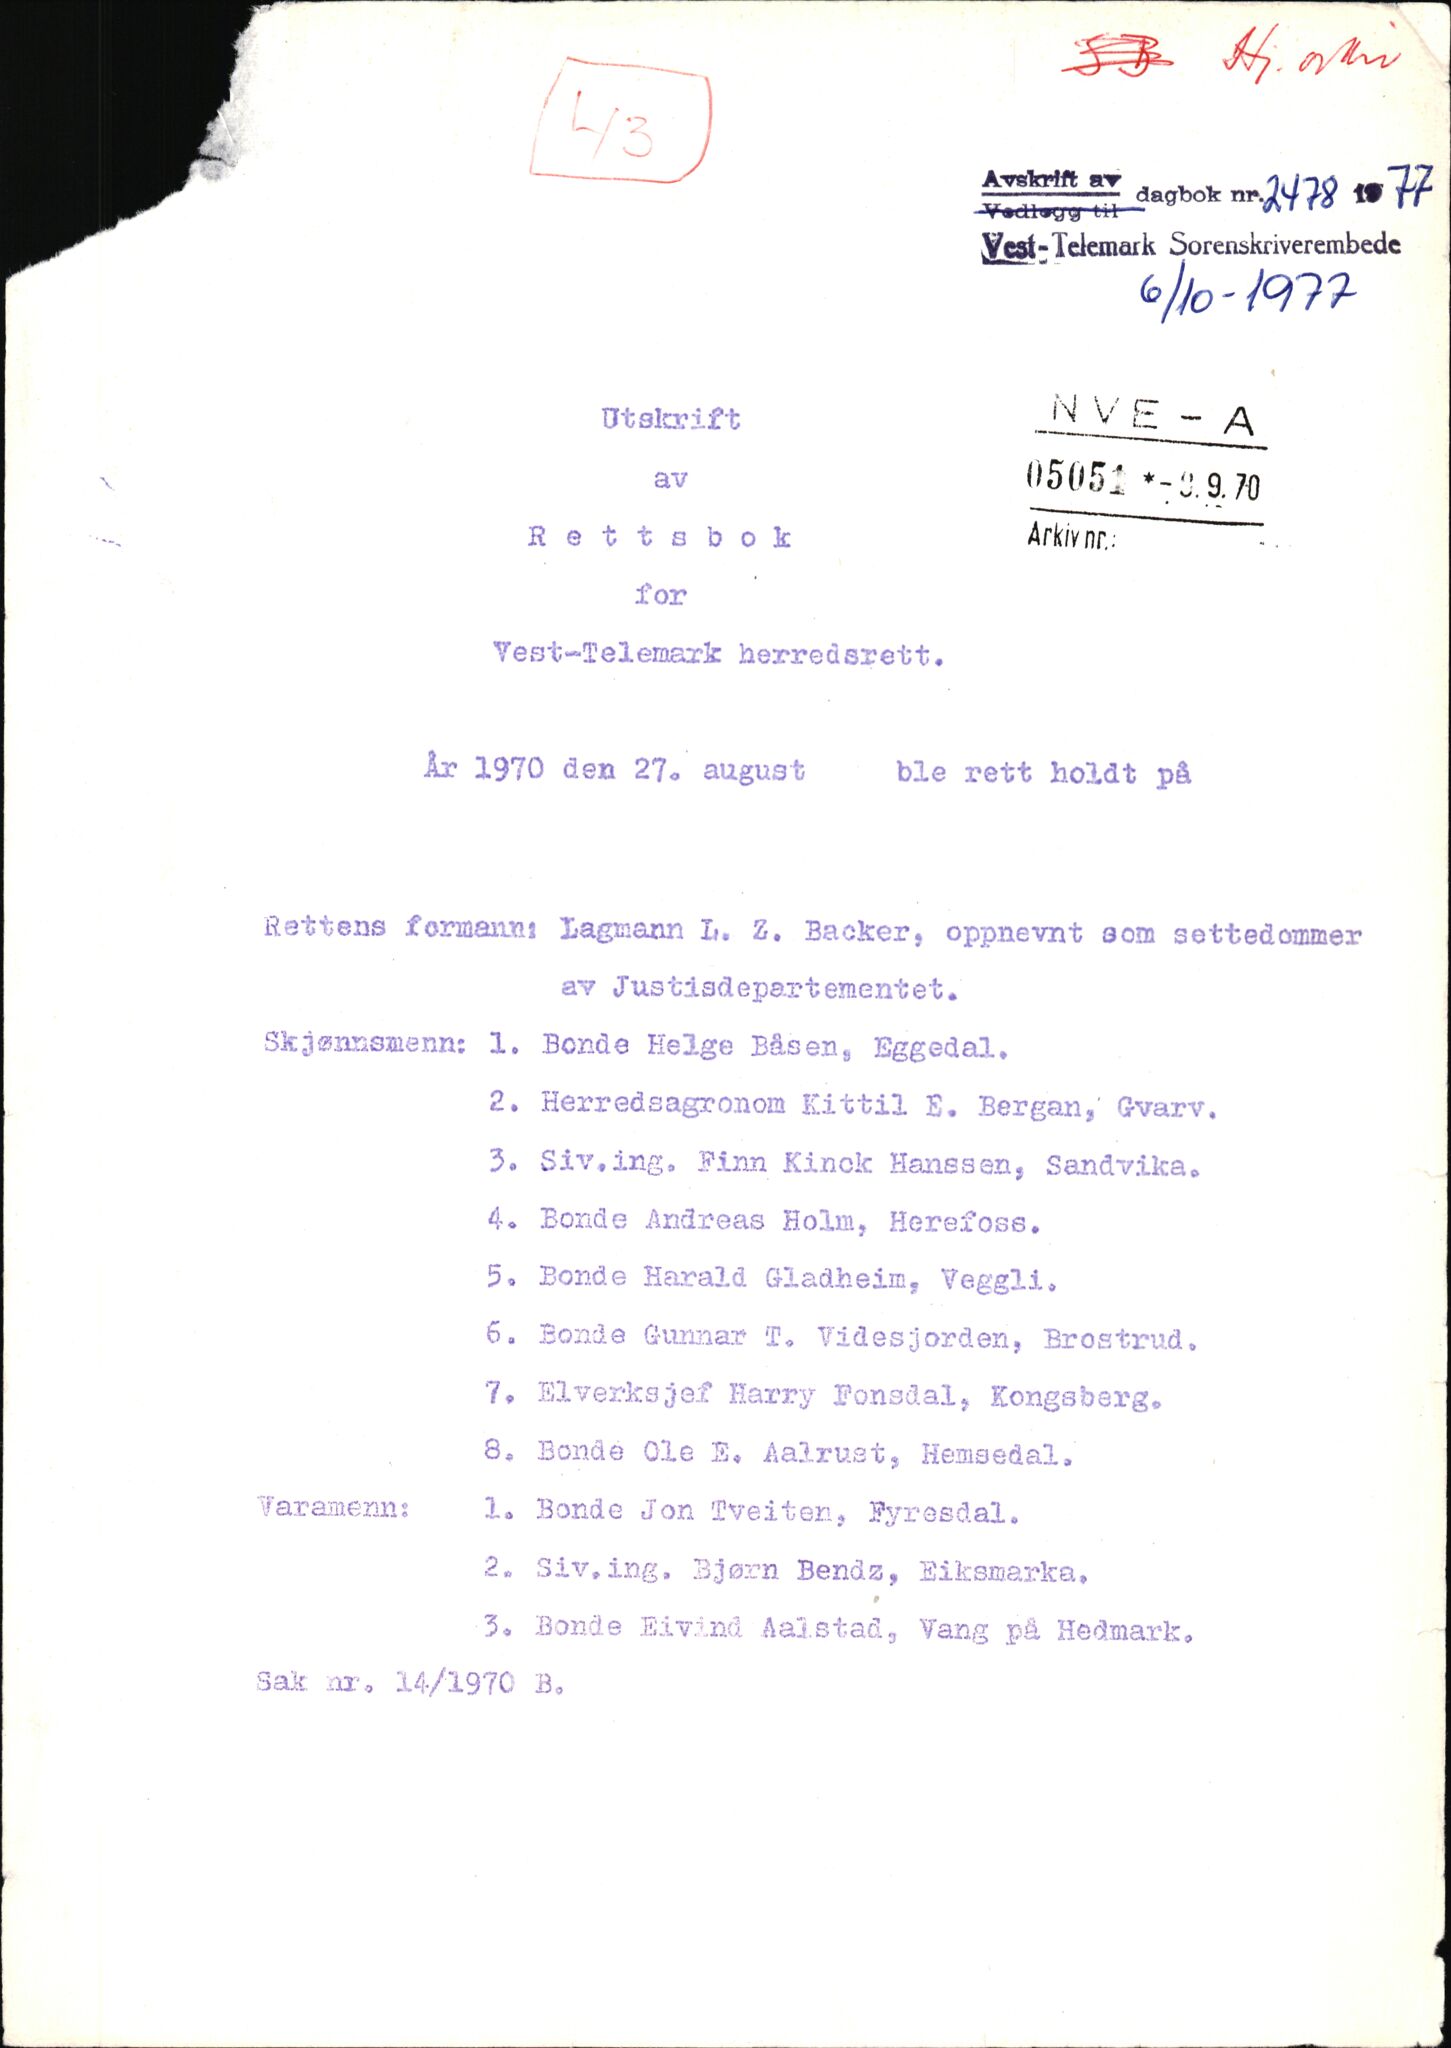 L/3
Avskrift av
Vedlegg til
dagbok nr. 2478 1977
Vest-Telemark Sorenskriverembede
6/10-1977
NVE - A
05051 * - 9.70
Arkiv nr.:
Utskrift
av
Rettsbok
for
Vest-Telemark herredsrett.
År 1970 den 27. august ble rett holdt på
Rettens formann: Lagmann L. Z. Backer, oppnevnt som settedommer
av Justisdepartementet.
Skjønnsmenn: 1. Bonde Helge Båsen, Eggedal.
2. Herredsagronom Kittil E. Bergan, Gvarv.
3. Siv.ing. Finn Kinck Hanssen, Sandvika.
4. Bonde Andreas Holm, Herefoss.
5. Bonde Harald Gladheim, Veggli.
6. Bonde Gunnar T. Videsjorden, Brostrud.
7. Elverksjef Harry Fonsdal, Kongsberg.
8. Bonde Ole E. Aalrust, Hemsedal.
Varamenn: 1. Bonde Jon Tveiten, Fyresdal.
2. Siv.ing. Bjørn Bendz, Eiksmarka.
3. Bonde Eivind Aalstad, Vang på Hedmark.
Sak nr. 14/1970 B.